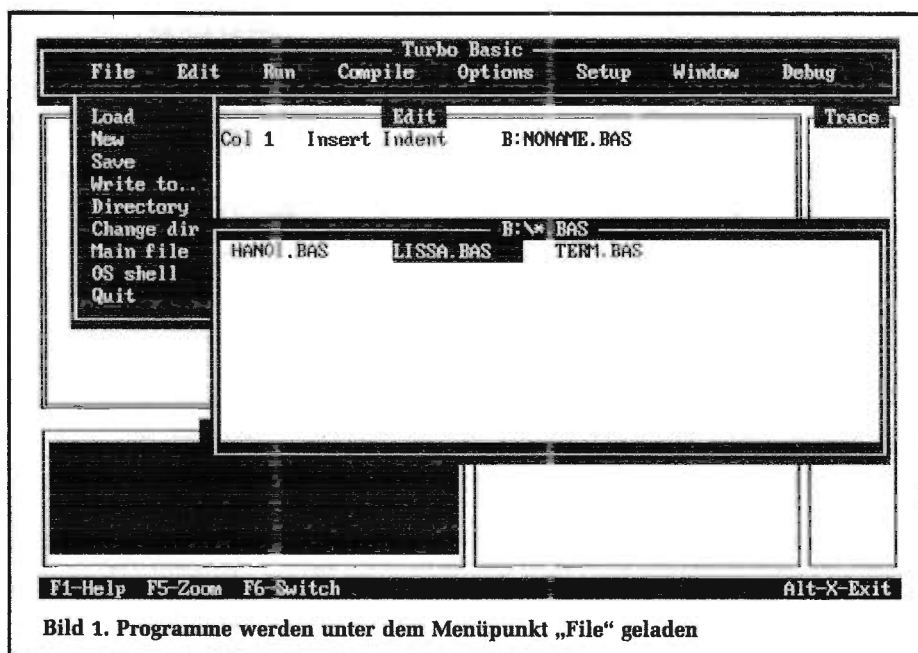 Turbo Basic
File Edit Run Compile Options Setup Window Debug
Load
New
Save
Write to..
Directory
Change dir
Main file
OS shell
Quit
Edit
Col 1 Insert Indent B:NONAME.BAS
Trace
B:\*.BAS
HANOI.BAS LISSA.BAS TERM.BAS
F1-Help F5-Zoom F6-Switch Alt-X-Exit
Bild 1. Programme werden unter dem Menüpunkt „File“ geladen